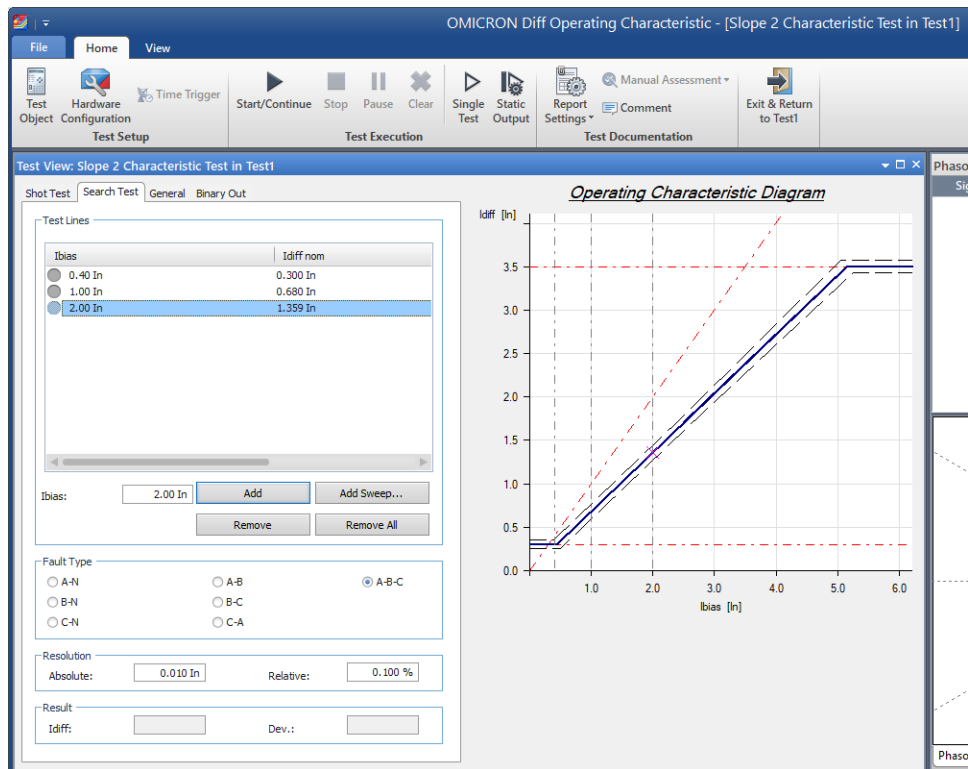 OMICRON Diff Operating Characteristic - [Slope 2 Characteristic Test in Test1]
File Home View
Test Object
Hardware Configuration
Time Trigger
Test Setup
Start/Continue Stop Pause Clear
Single Test
Static Output
Test Execution
Report Settings
Manual Assessment
Comment
Test Documentation
Exit & Return to Test1
Test View: Slope 2 Characteristic Test in Test1
Phaso
Sig
Shot Test Search Test General Binary Out
Test Lines
Ibias Idiff nom
0.40 In 0.300 In
1.00 In 0.680 In
2.00 In 1.359 In
Ibias: 2.00 In Add Add Sweep...
Remove Remove All
Fault Type
A-N A-B A-B-C
B-N B-C
C-N C-A
Resolution
Absolute: 0.010 In Relative: 0.100 %
Result
Idiff: Dev.:
Operating Characteristic Diagram
Idiff [In]
3.5
3.0
2.5
2.0
1.5
1.0
0.5
0.0
1.0 2.0 3.0 4.0 5.0 6.0
Ibias [In]
Phaso